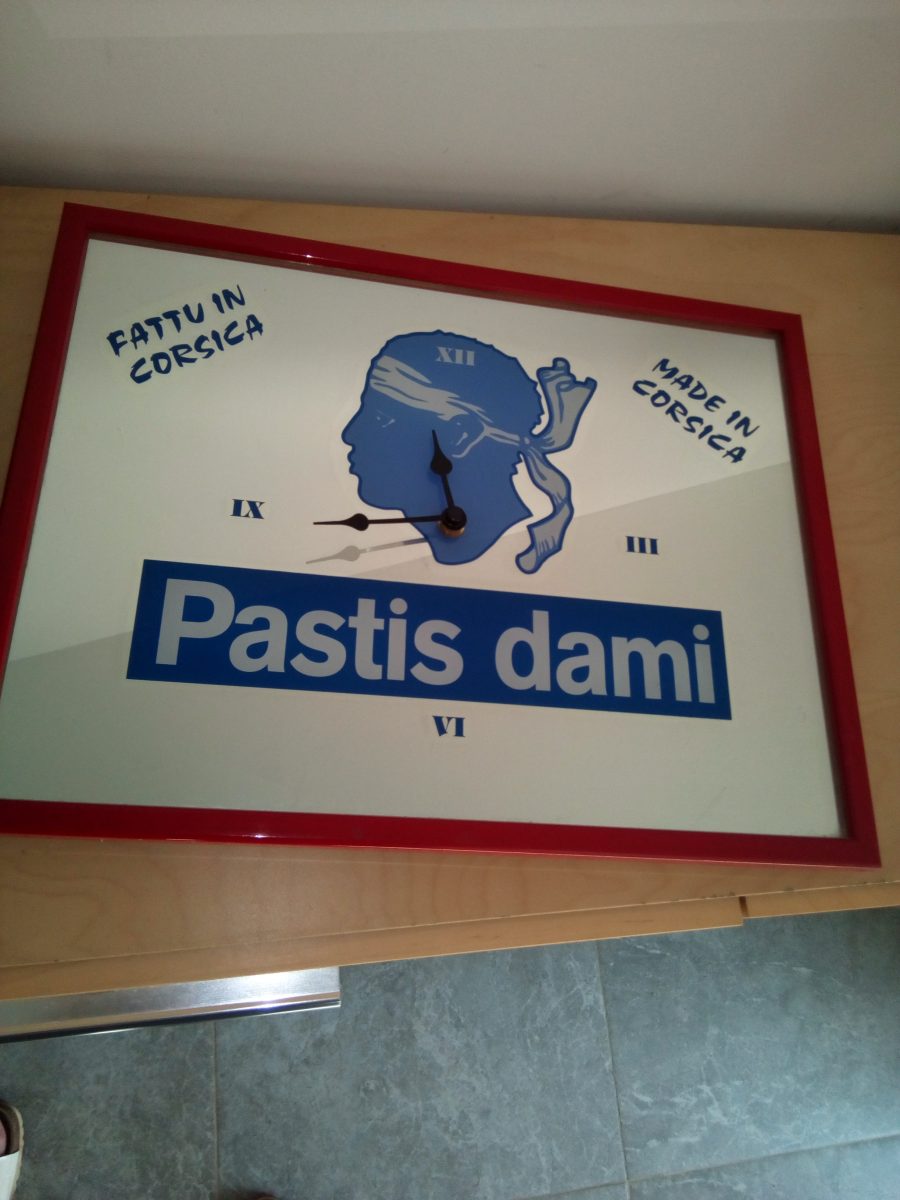 FATTU IN
CORSICA
XII
MADE IN
CORSICA
IX
III
Pastis dami
VI